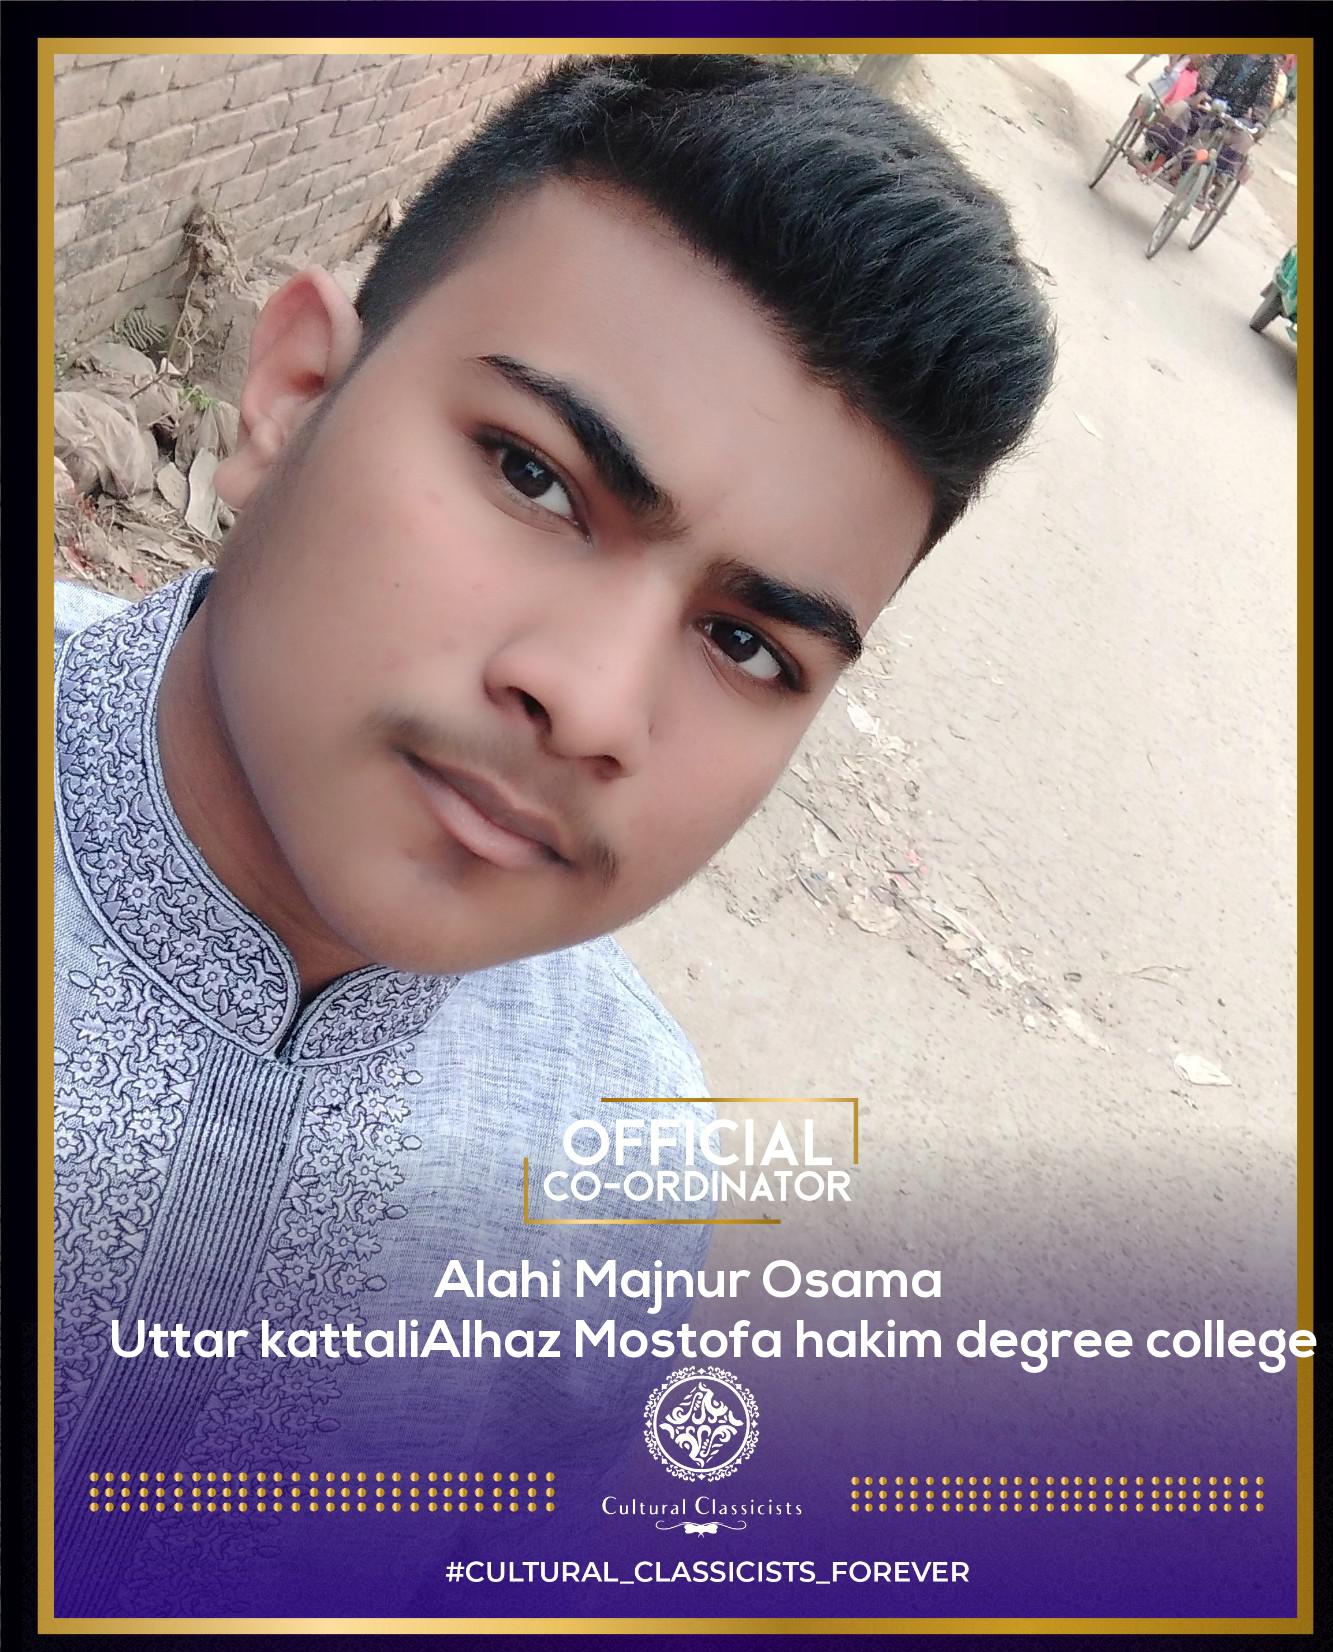 OFFICIAL
CO-ORDINATOR
Alahi Majnur Osama
Uttar kattaliAlhaz Mostofa hakim degree college
Cultural Classicists
#CULTURAL_CLASSICISTS_FOREVER